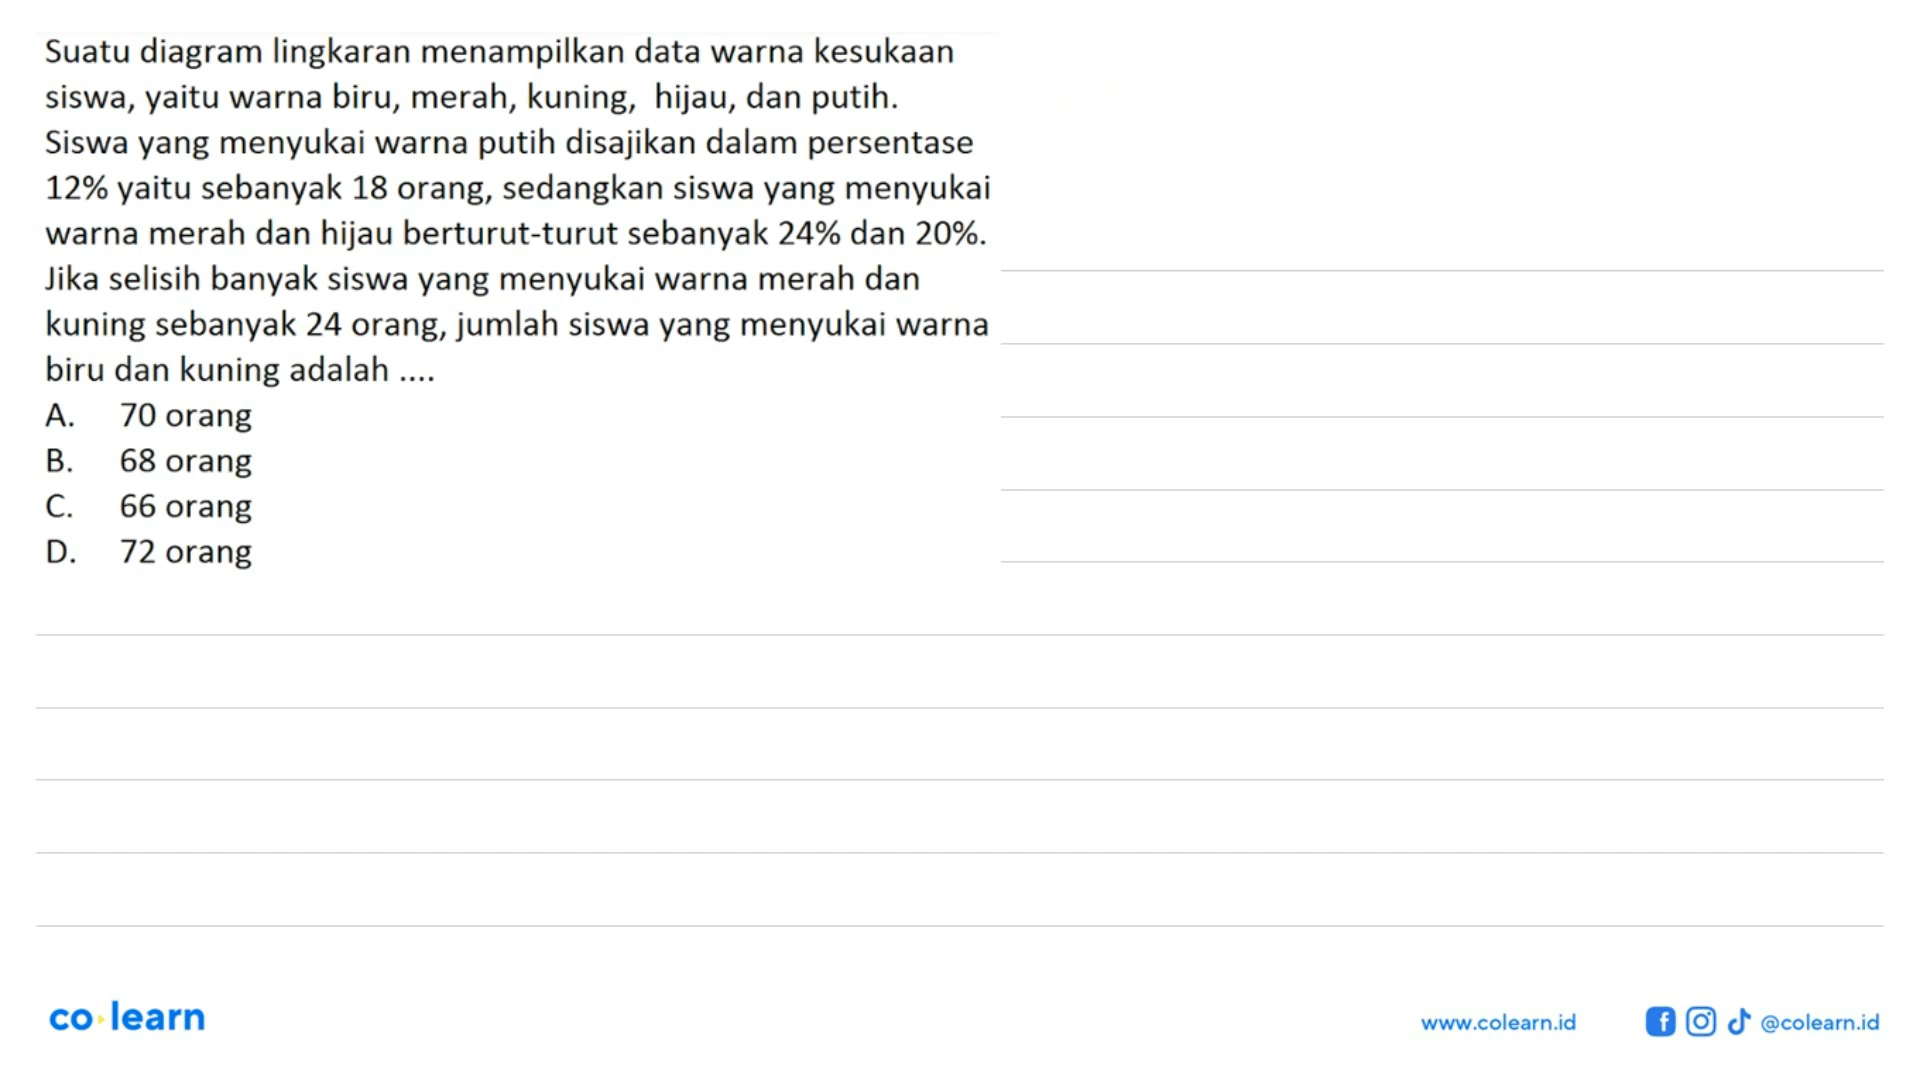 Suatu diagram lingkaran menampilkan data warna kesukaan
siswa, yaitu warna biru, merah, kuning, hijau, dan putih.
Siswa yang menyukai warna putih disajikan dalam persentase
12% yaitu sebanyak 18 orang, sedangkan siswa yang menyukai
warna merah dan hijau berturut-turut sebanyak 24% dan 20%.
Jika selisih banyak siswa yang menyukai warna merah dan
kuning sebanyak 24 orang, jumlah siswa yang menyukai warna
biru dan kuning adalah ....
A. 70 orang
B. 68 orang
C. 66 orang
D. 72 orang
co learn
www.colearn.id
@colearn.id